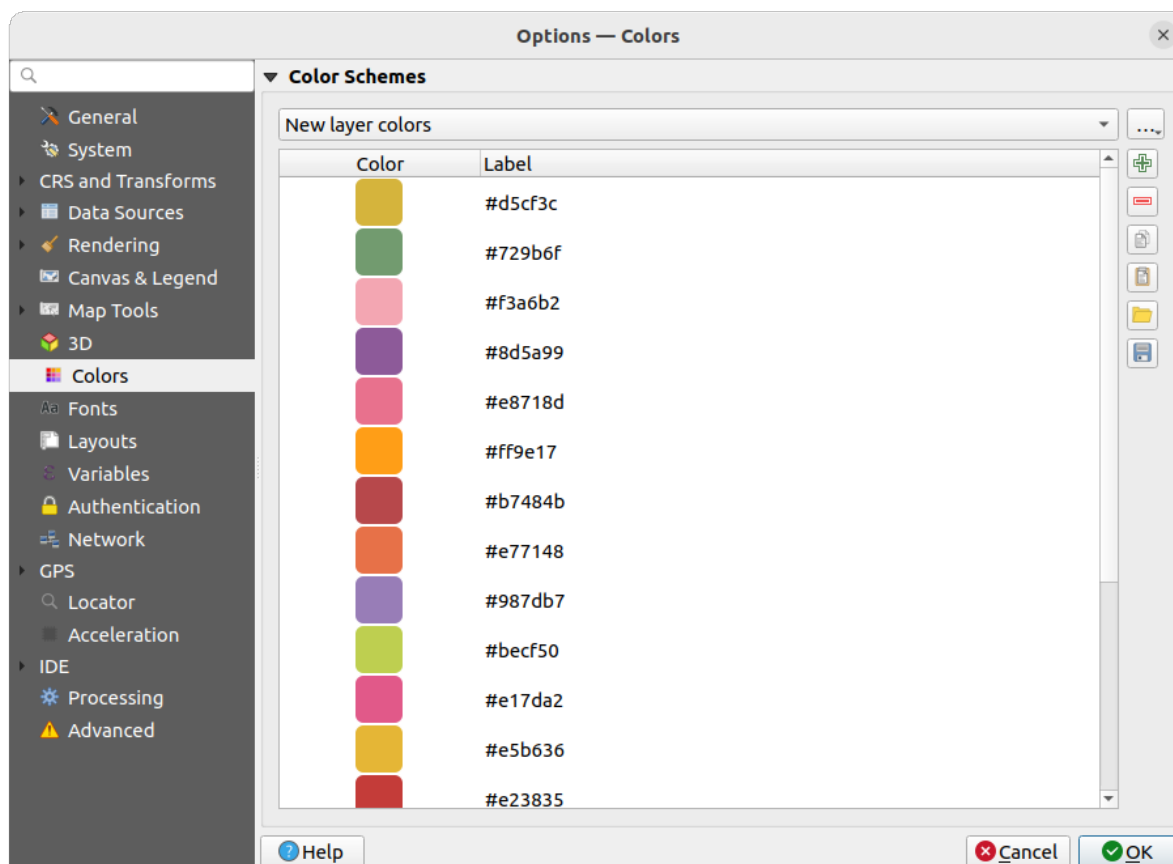 Options — Colors
General
System
CRS and Transforms
Data Sources
Rendering
Canvas & Legend
Map Tools
3D
Colors
Aa Fonts
Layouts
ε Variables
Authentication
Network
GPS
Locator
Acceleration
IDE
Processing
Advanced
Color Schemes
New layer colors
...
Color Label
#d5cf3c
#729b6f
#f3a6b2
#8d5a99
#e8718d
#ff9e17
#b7484b
#e77148
#987db7
#becf50
#e17da2
#e5b636
#e23835
? Help
Cancel
OK